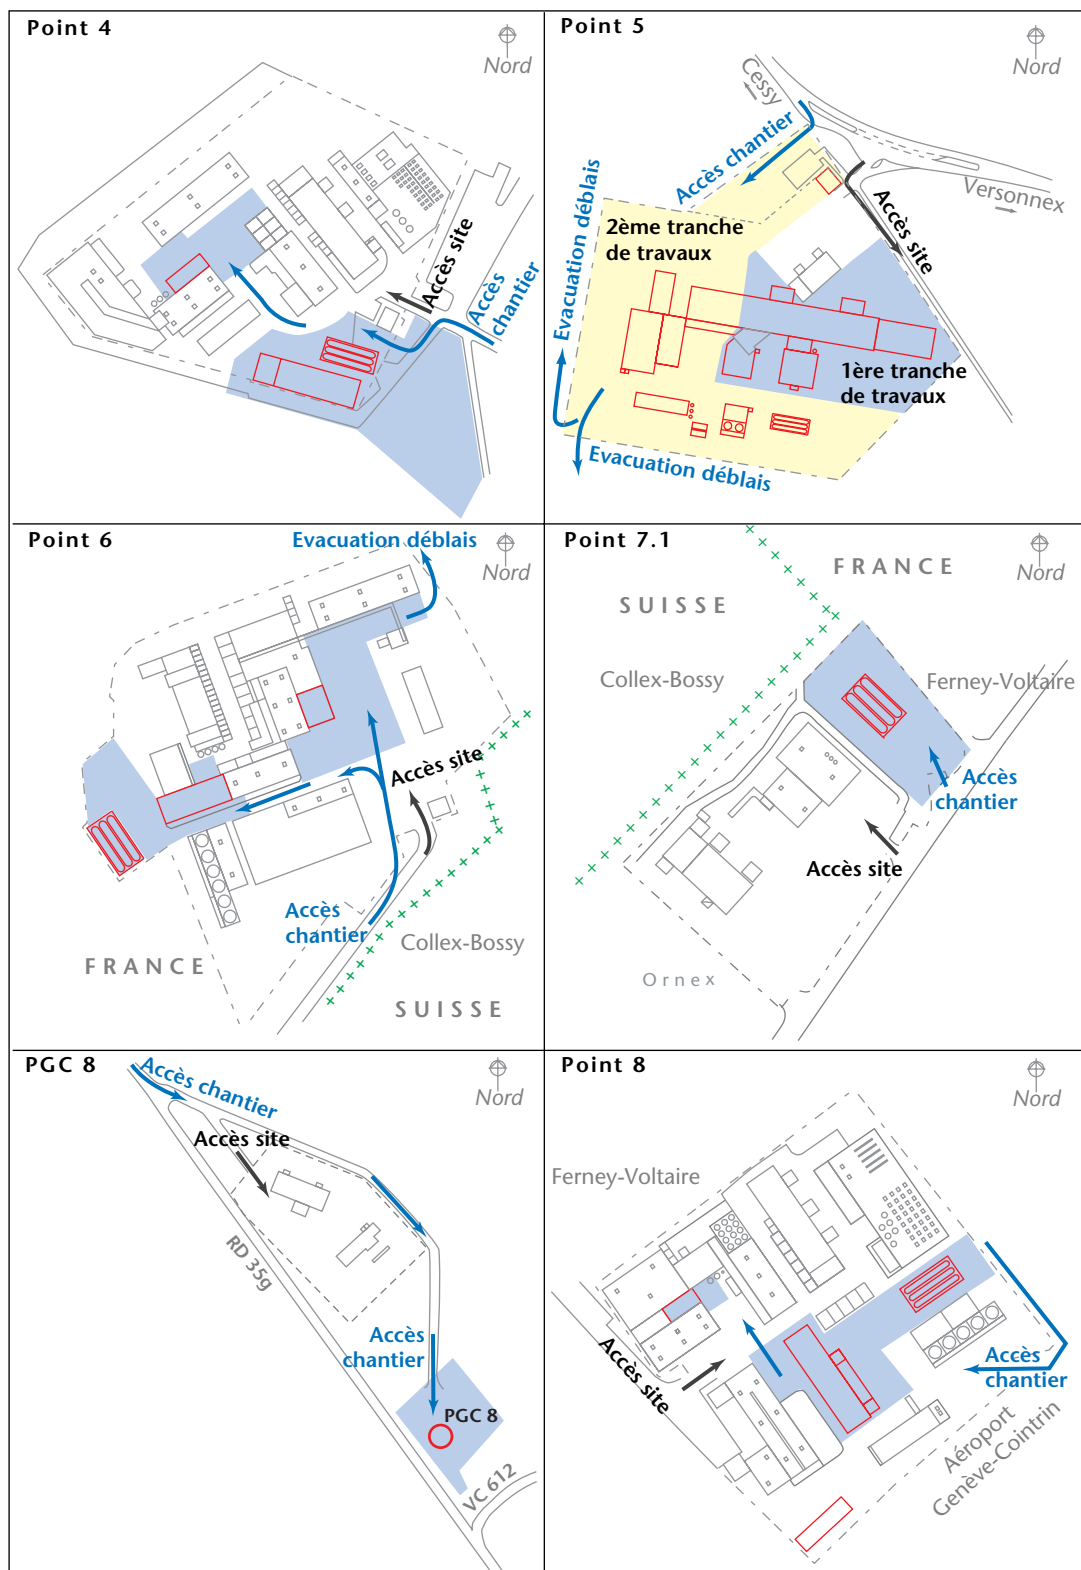 Point 4
Nord
Accès site
Accès
chantier
Point 5
Nord
Cessy
Accès chantier
Versonnex
Accès site
Evacuation déblais
2ème tranche
de travaux
1ère tranche
de travaux
Evacuation déblais
Point 6
Evacuation déblais
Nord
Accès site
Accès
chantier
Collex-Bossy
FRANCE
SUISSE
Point 7.1
FRANCE
Nord
SUISSE
Collex-Bossy
Ferney-Voltaire
Accès
chantier
Accès site
Ornex
PGC 8
Accès chantier
Nord
Accès site
RD 35g
Accès
chantier
PGC 8
VC 612
Point 8
Nord
Ferney-Voltaire
Accès site
Accès
chantier
Aéroport
Genève-Cointrin